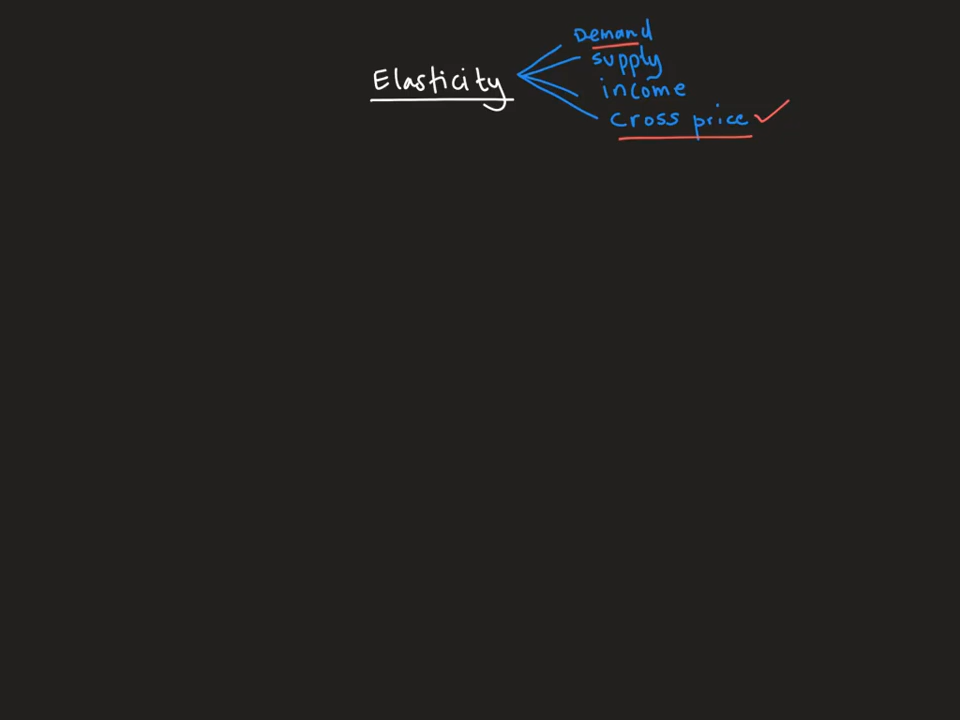 Elasticity
Demand
supply
income
cross price